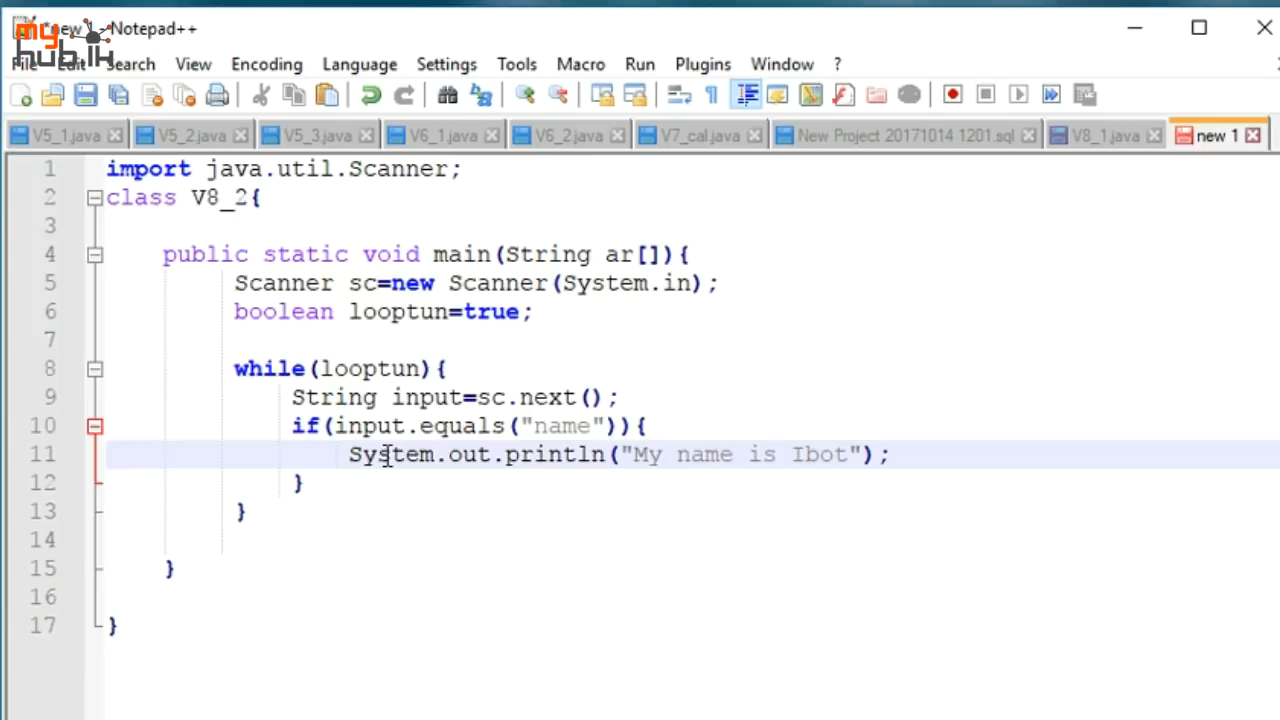 my
hub.lk
*new 1 - Notepad++
File Edit Search View Encoding Language Settings Tools Macro Run Plugins Window ?
V5_1.java V5_2.java V5_3.java V6_1.java V6_2.java V7_cal.java New Project 20171014 1201.sql V8_1.java new 1
1 import java.util.Scanner;
2 class V8_2{
3
4 public static void main(String ar[]){
5 Scanner sc=new Scanner(System.in);
6 boolean looptun=true;
7
8 while(looptun){
9 String input=sc.next();
10 if(input.equals("name")){
11 System.out.println("My name is Ibot");
12 }
13 }
14
15 }
16
17 }